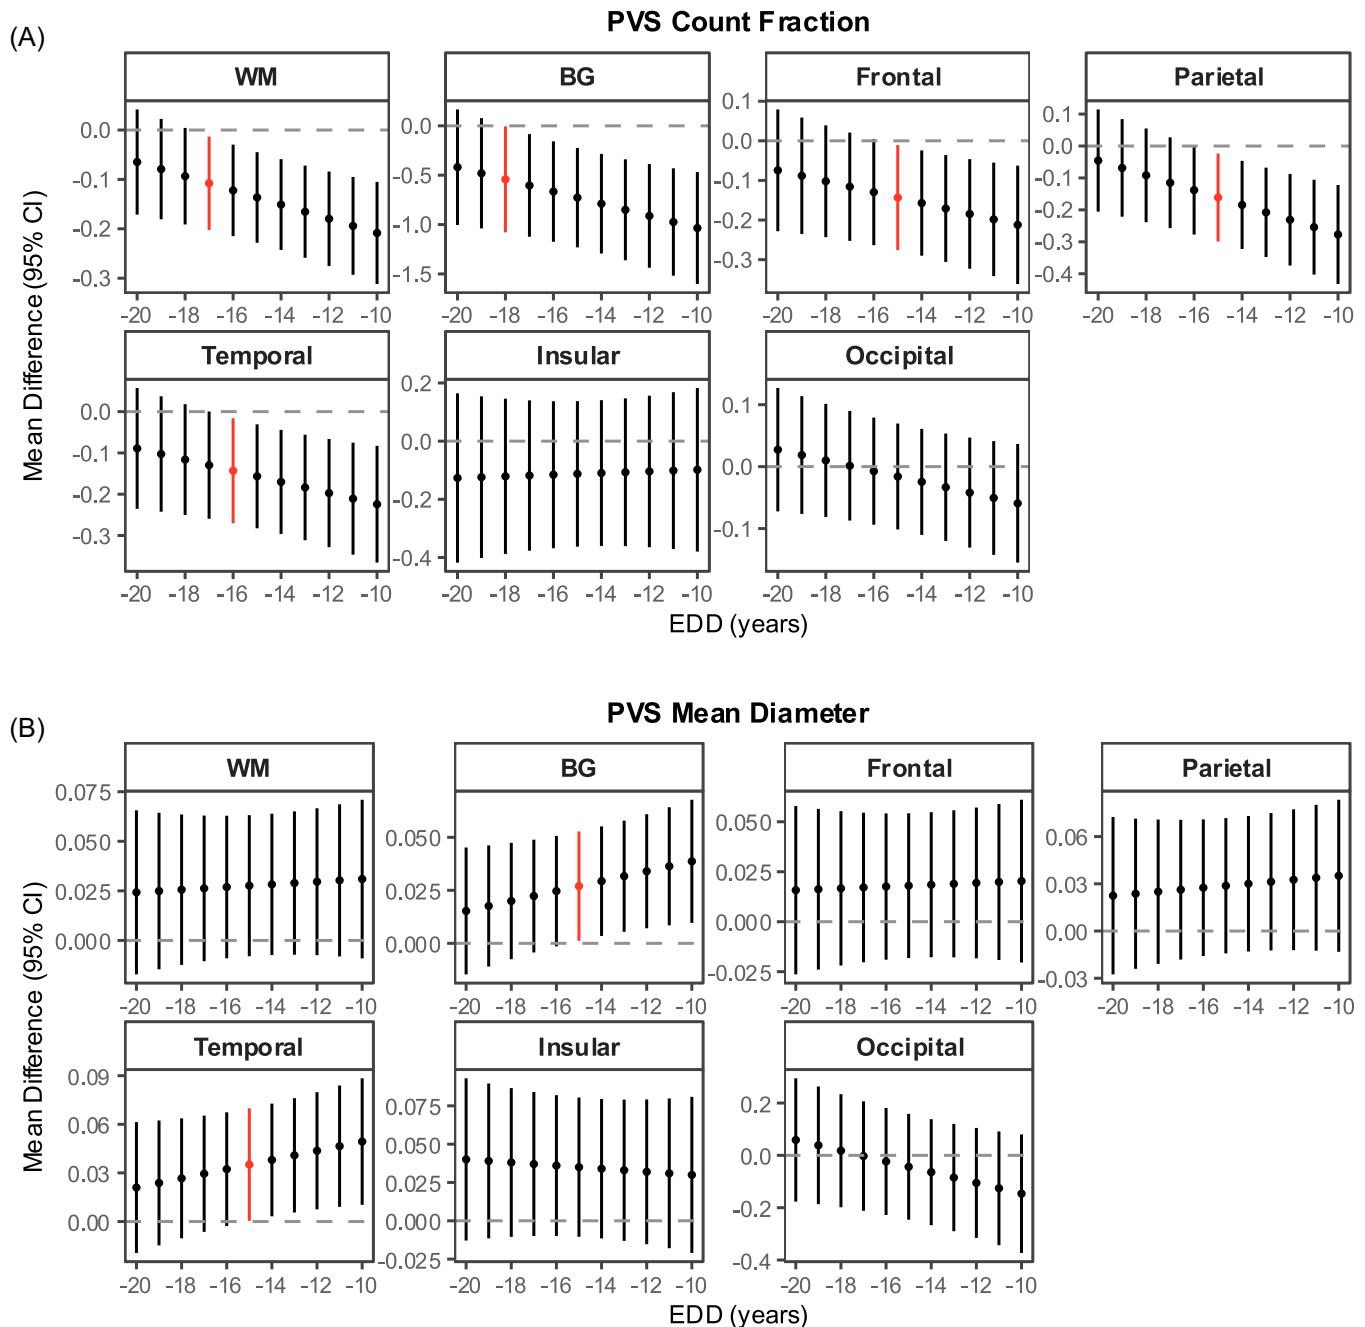 (A)
PVS Count Fraction
WM
BG
Frontal
Parietal
Mean Difference (95% CI)
0.0
-0.1
-0.2
-0.3
-20 -18 -16 -14 -12 -10
0.0
-0.5
-1.0
-1.5
-20 -18 -16 -14 -12 -10
0.1
0.0
-0.1
-0.2
-0.3
-20 -18 -16 -14 -12 -10
0.1
0.0
-0.1
-0.2
-0.3
-0.4
-20 -18 -16 -14 -12 -10
Temporal
Insular
Occipital
0.0
-0.1
-0.2
-0.3
-20 -18 -16 -14 -12 -10
0.2
0.0
-0.2
-0.4
-20 -18 -16 -14 -12 -10
0.1
0.0
-0.1
-20 -18 -16 -14 -12 -10
EDD (years)
(B)
PVS Mean Diameter
WM
BG
Frontal
Parietal
Mean Difference (95% CI)
0.075
0.050
0.025
0.000
-20 -18 -16 -14 -12 -10
0.050
0.025
0.000
-20 -18 -16 -14 -12 -10
0.050
0.025
0.000
-0.025
-20 -18 -16 -14 -12 -10
0.06
0.03
0.00
-0.03
-20 -18 -16 -14 -12 -10
Temporal
Insular
Occipital
0.09
0.06
0.03
0.00
-20 -18 -16 -14 -12 -10
0.075
0.050
0.025
0.000
-0.025
-20 -18 -16 -14 -12 -10
0.2
0.0
-0.2
-0.4
-20 -18 -16 -14 -12 -10
EDD (years)